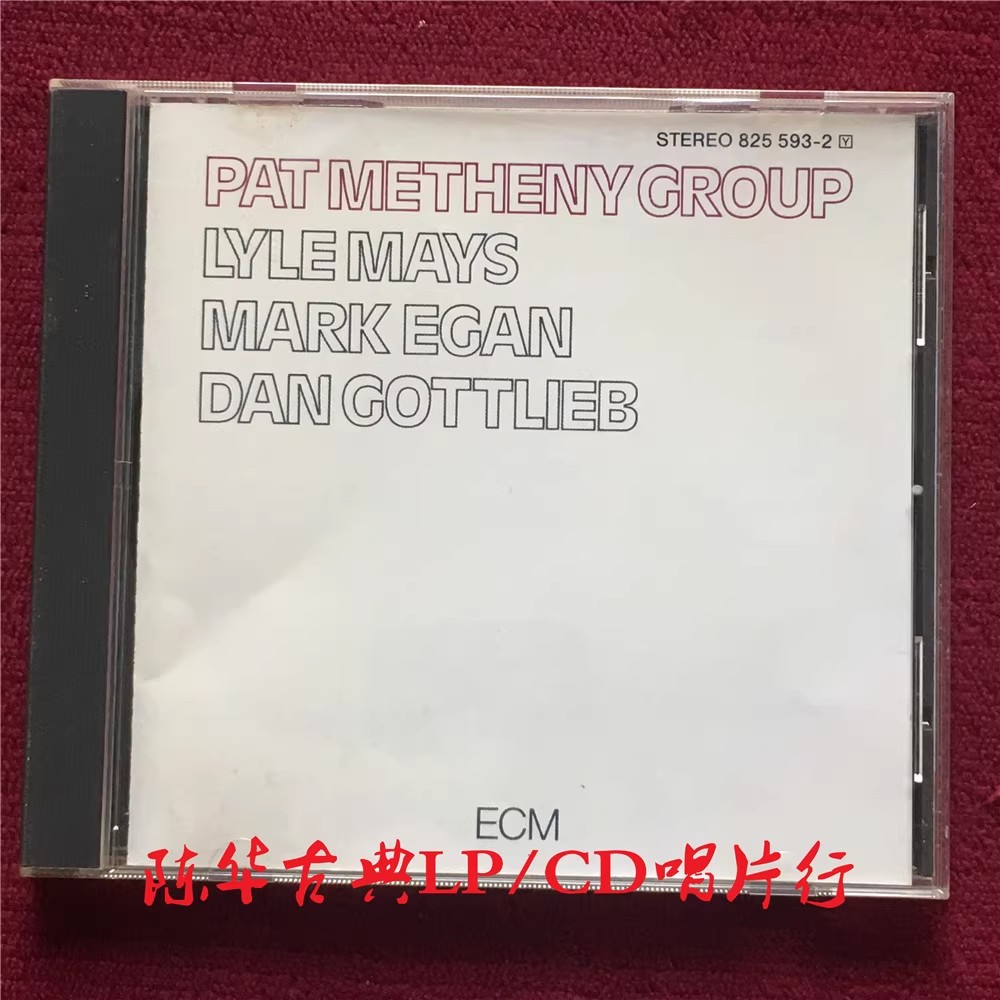 STEREO 825 593-2 Y
PAT METHENY GROUP
LYLE MAYS
MARK EGAN
DAN GOTTLIEB
ECM
陈华古典LP/CD唱片行